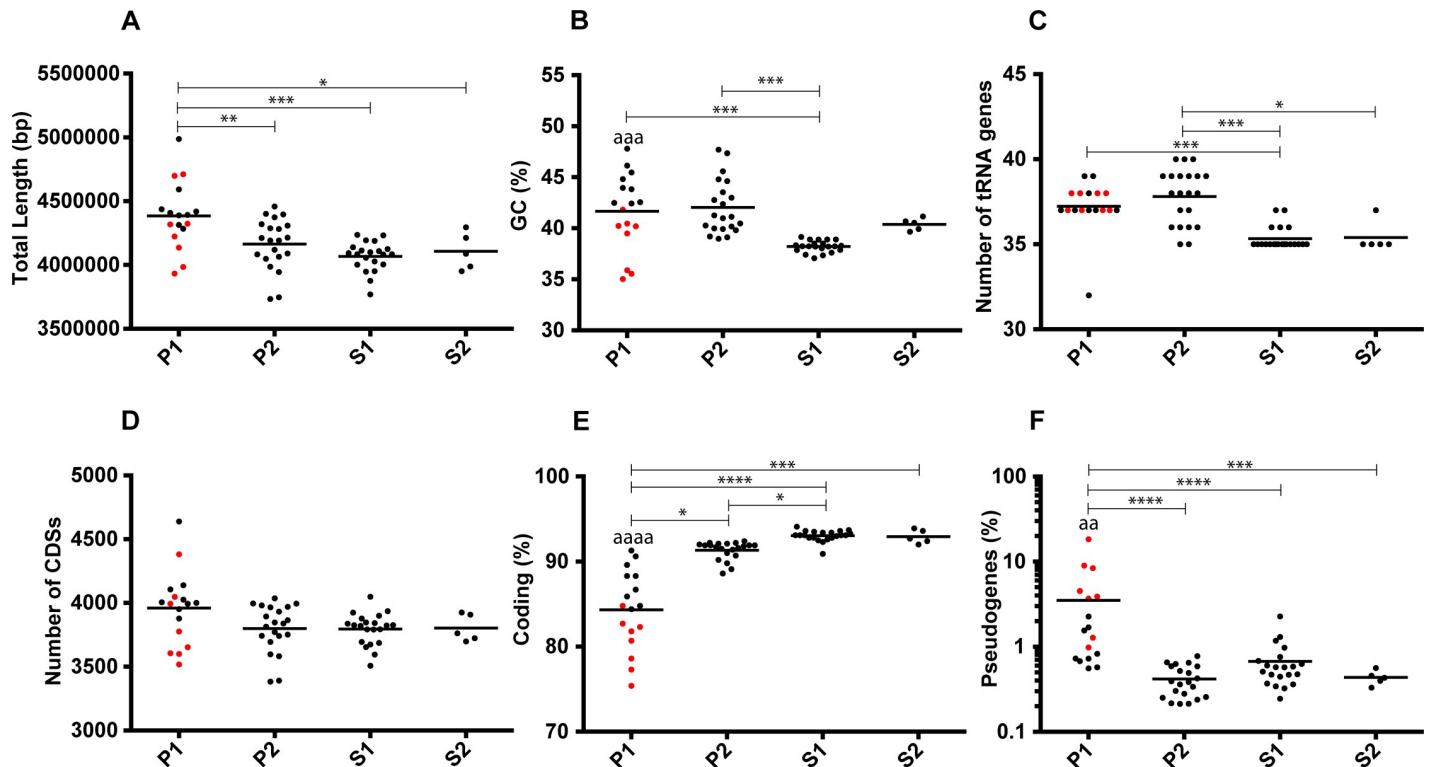 A
B
C
Total Length (bp)
5500000
5000000
4500000
4000000
3500000
*
***
**
P1
P2
S1
S2
GC (%)
55
50
45
40
35
30
***
***
aaa
P1
P2
S1
S2
Number of tRNA genes
45
40
35
30
*
***
***
P1
P2
S1
S2
D
E
F
Number of CDSs
5000
4500
4000
3500
3000
P1
P2
S1
S2
Coding (%)
100
90
80
70
***
****
*
*
aaaa
P1
P2
S1
S2
Pseudogenes (%)
100
10
1
0.1
***
****
****
aa
P1
P2
S1
S2